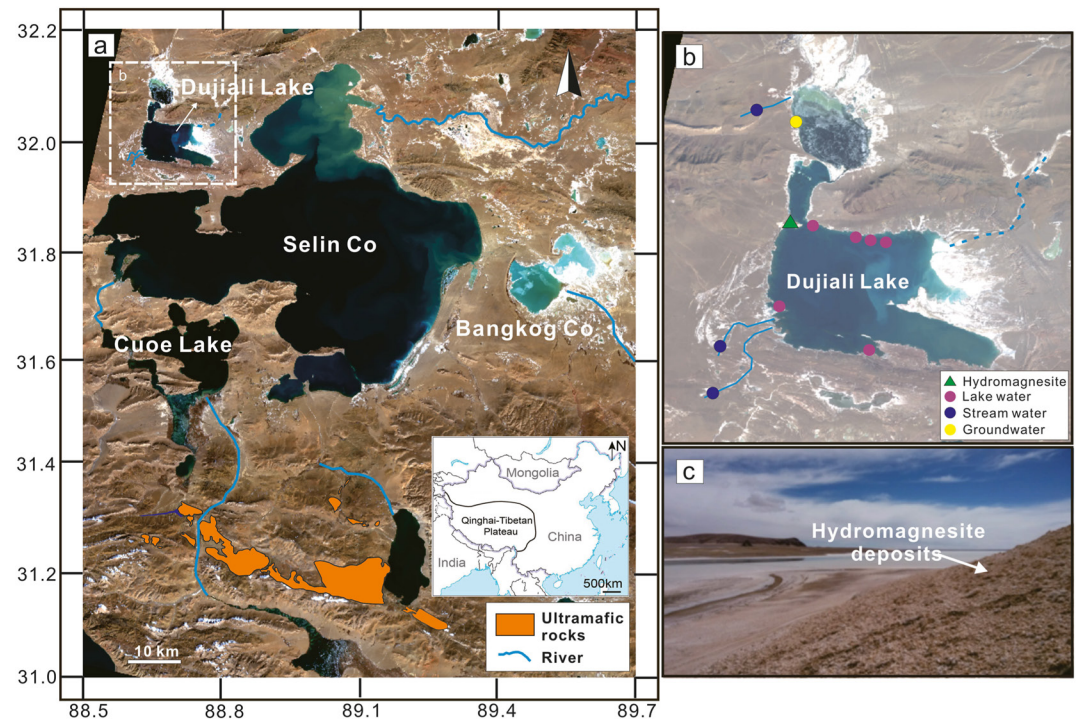 32.2
32.0
31.8
31.6
31.4
31.2
31.0
88.5
88.8
89.1
89.4
89.7
a
b
Dujiali Lake
Selin Co
Bangkog Co
Cuoe Lake
N
Mongolia
Qinghai-Tibetan
Plateau
China
India
500km
Ultramafic
rocks
River
10 km
b
Dujiali Lake
Hydromagnesite
Lake water
Stream water
Groundwater
c
Hydromagnesite
deposits